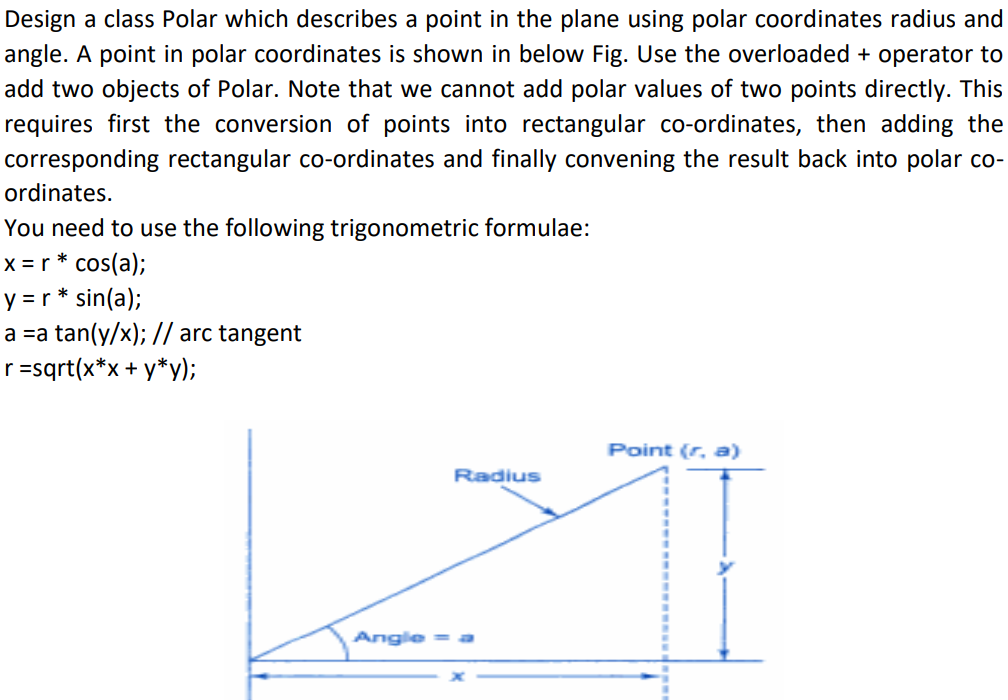 Design a class Polar which describes a point in the plane using polar coordinates radius and
angle. A point in polar coordinates is shown in below Fig. Use the overloaded + operator to
add two objects of Polar. Note that we cannot add polar values of two points directly. This
requires first the conversion of points into rectangular co-ordinates, then adding the
corresponding rectangular co-ordinates and finally convening the result back into polar co-
ordinates.
You need to use the following trigonometric formulae:
x = r * cos(a);
y = r * sin(a);
a =a tan(y/x); // arc tangent
r =sqrt(x*x + y*y);
Point (r, a)
Radius
y
Angle = a
x